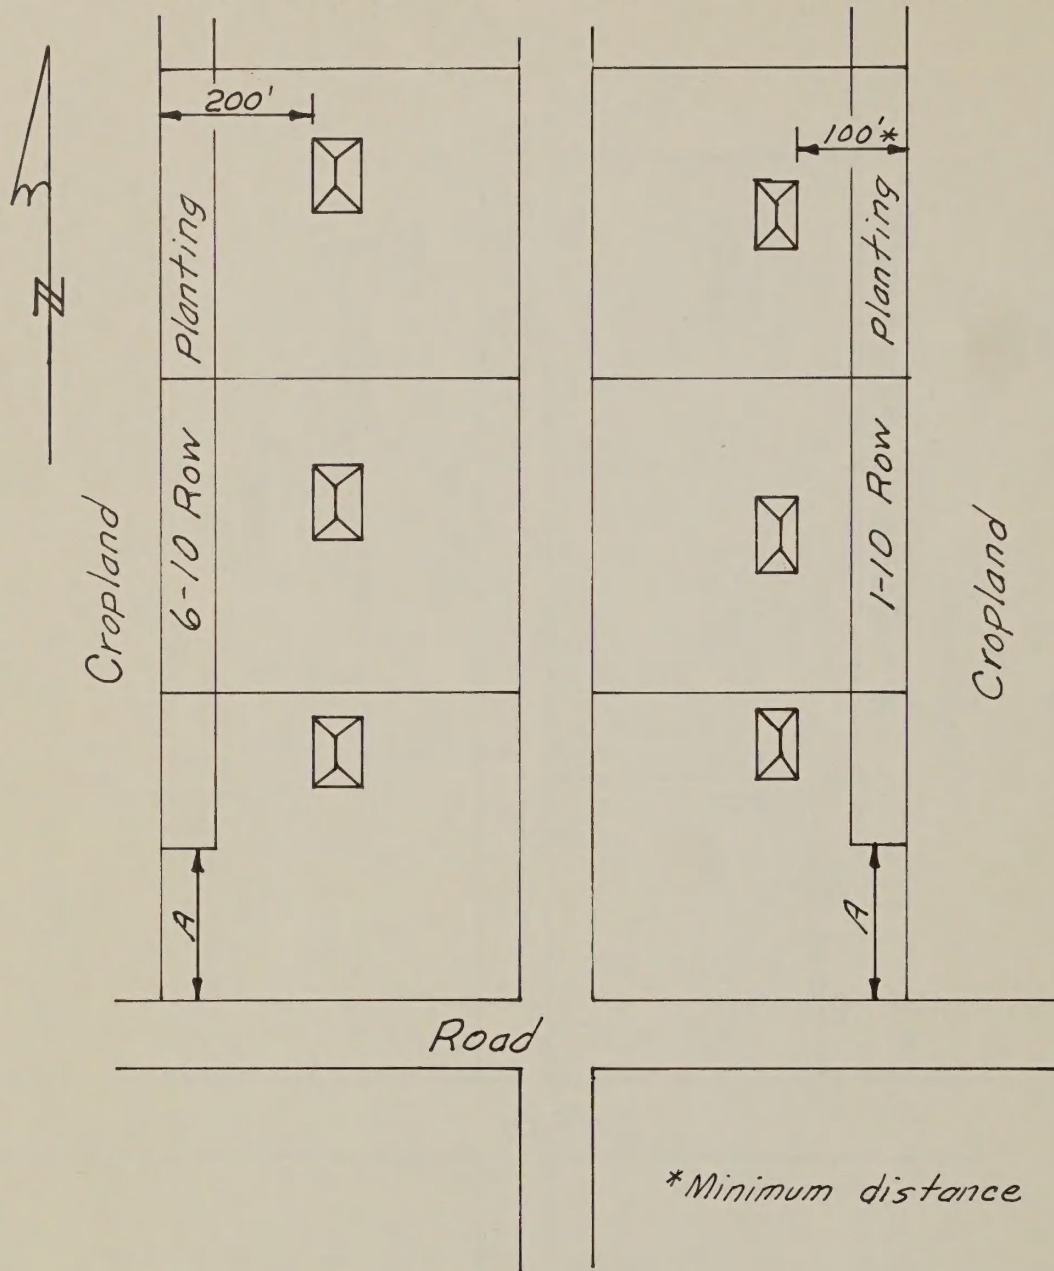 200'
100'*
Planting
planting
N
6-10 Row
1-10 Row
Cropland
Cropland
A
A
Road
*Minimum distance